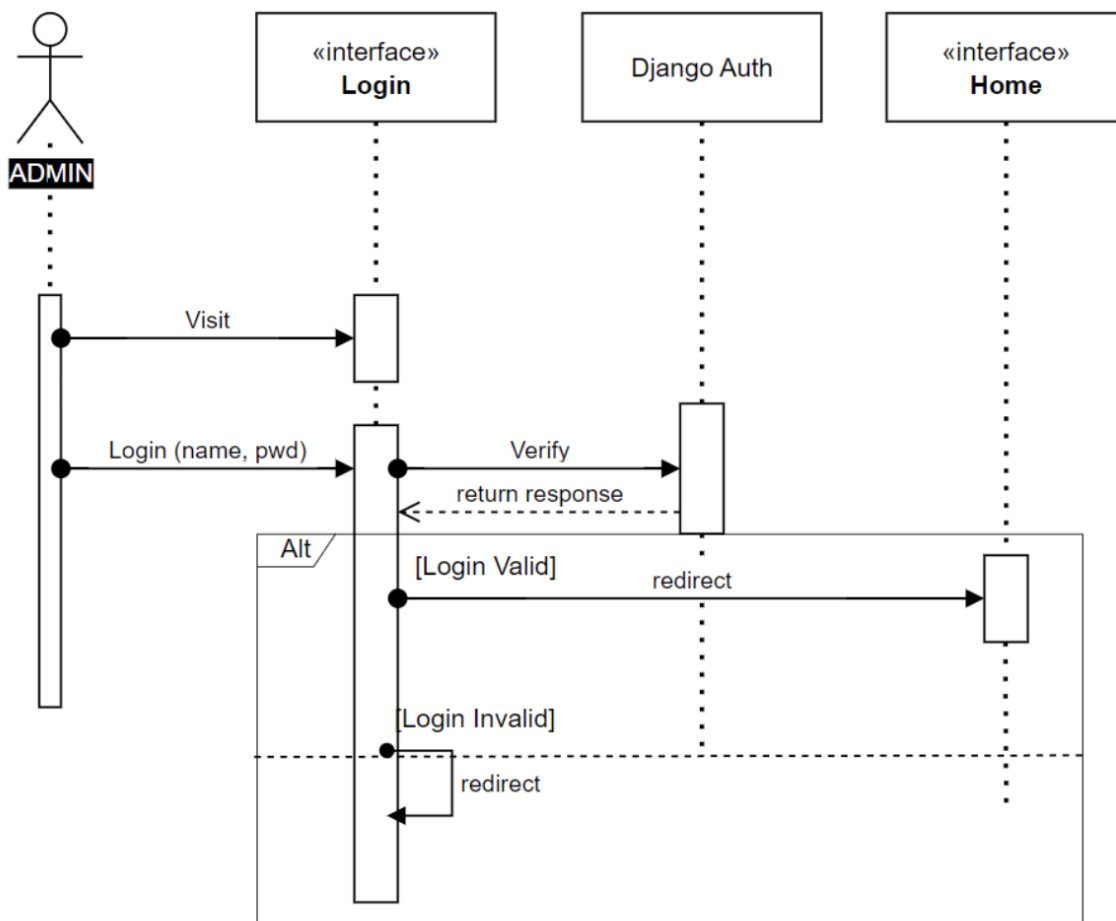 «interface»
Login
Django Auth
«interface»
Home
ADMIN
Visit
Login (name, pwd)
Verify
return response
Alt
[Login Valid]
redirect
[Login Invalid]
redirect